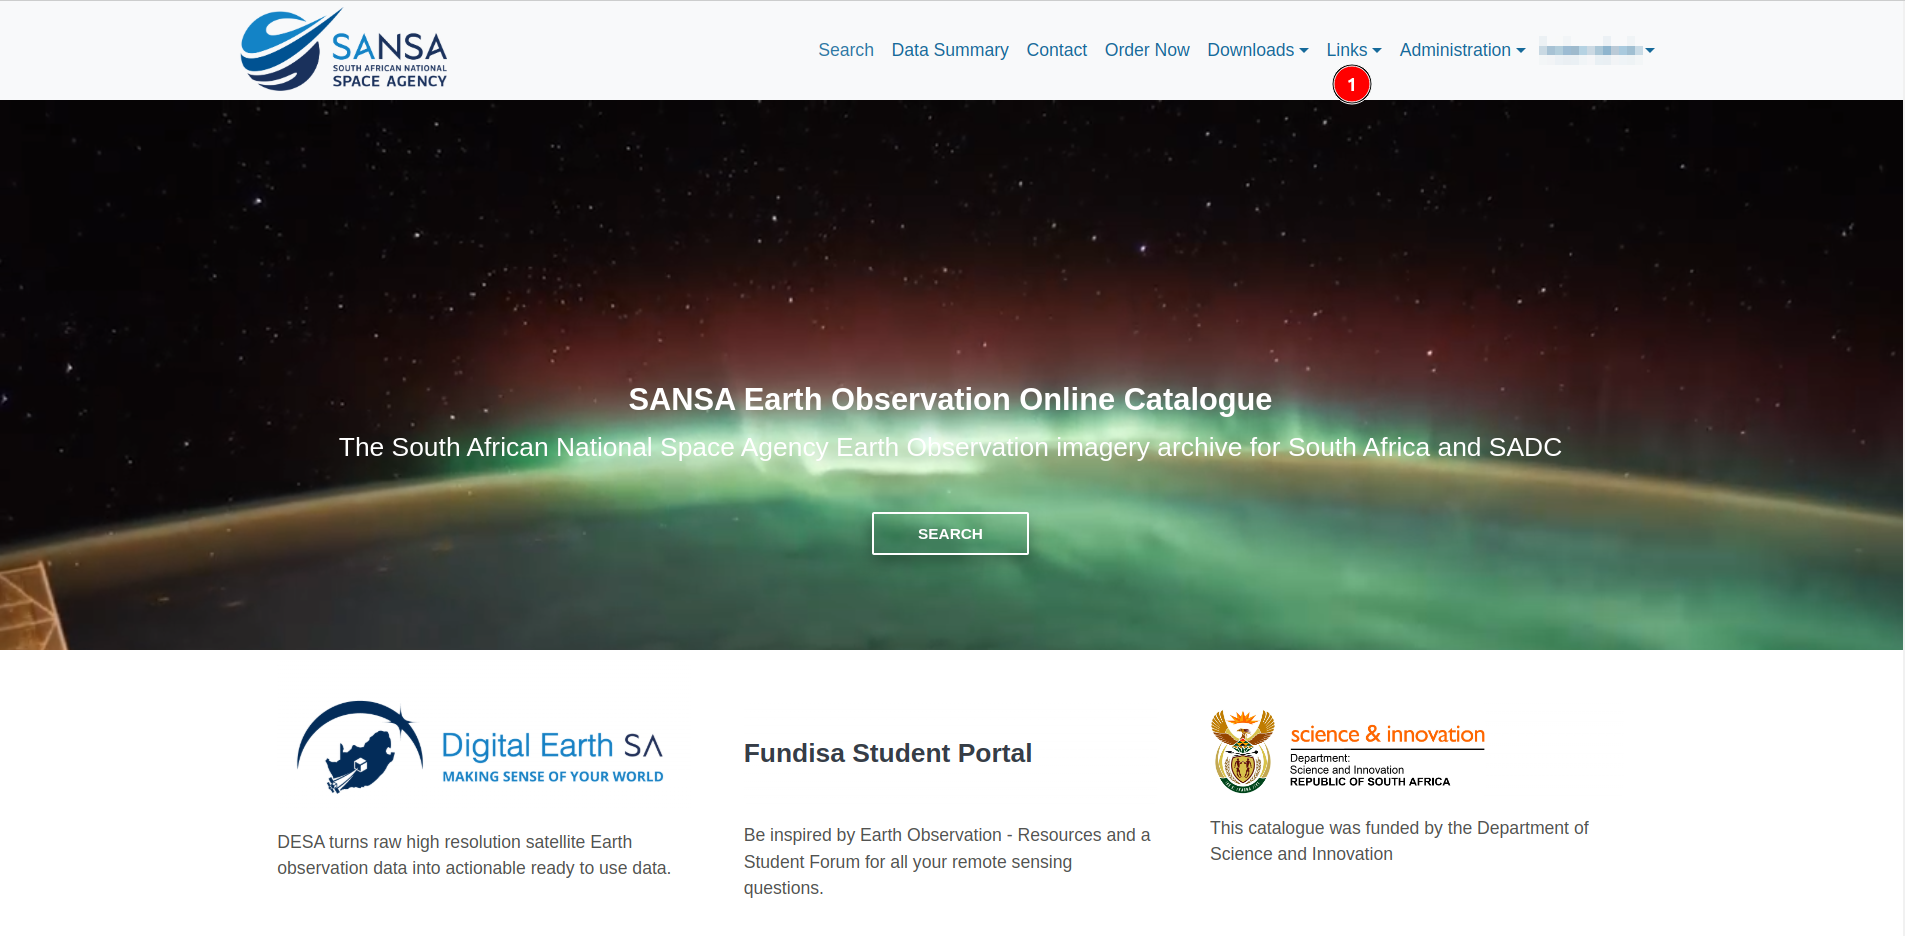 SANSA
SOUTH AFRICAN NATIONAL
SPACE AGENCY
Search Data Summary Contact Order Now Downloads Links Administration
1
SANSA Earth Observation Online Catalogue
The South African National Space Agency Earth Observation imagery archive for South Africa and SADC
SEARCH
Digital Earth SA
MAKING SENSE OF YOUR WORLD
DESA turns raw high resolution satellite Earth
observation data into actionable ready to use data.
Fundisa Student Portal
Be inspired by Earth Observation - Resources and a
Student Forum for all your remote sensing
questions.
science & innovation
Department:
Science and Innovation
REPUBLIC OF SOUTH AFRICA
This catalogue was funded by the Department of
Science and Innovation